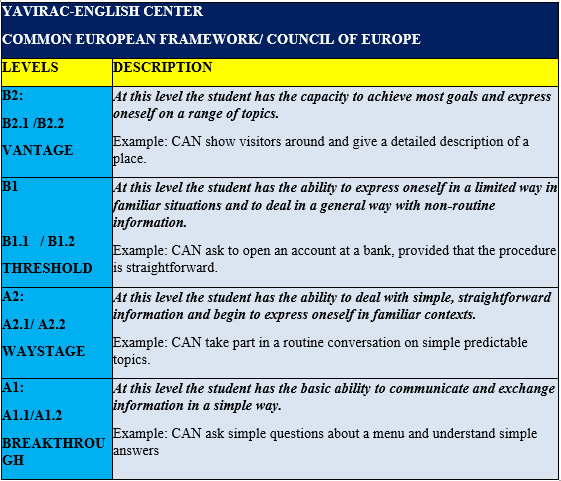 YAVIRAC-ENGLISH CENTER
COMMON EUROPEAN FRAMEWORK/ COUNCIL OF EUROPE
LEVELS
DESCRIPTION
B2:
B2.1 /B2.2
VANTAGE
At this level the student has the capacity to achieve most goals and express
oneself on a range of topics.
Example: CAN show visitors around and give a detailed description of a
place.
B1
B1.1 / B1.2
THRESHOLD
At this level the student has the ability to express oneself in a limited way in
familiar situations and to deal in a general way with non-routine
information.
Example: CAN ask to open an account at a bank, provided that the procedure
is straightforward.
A2:
A2.1/ A2.2
WAYSTAGE
At this level the student has the ability to deal with simple, straightforward
information and begin to express oneself in familiar contexts.
Example: CAN take part in a routine conversation on simple predictable
topics.
A1:
A1.1/A1.2
BREAKTHROU
GH
At this level the student has the basic ability to communicate and exchange
information in a simple way.
Example: CAN ask simple questions about a menu and understand simple
answers